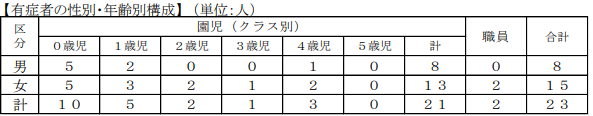 【有症者の性別・年齢別構成】（単位：人）
区分 園児（クラス別） 職員 合計
０歳児 １歳児 ２歳児 ３歳児 ４歳児 ５歳児 計
男 ５ ２ ０ ０ １ ０ ８ ０ ８
女 ５ ３ ２ １ ２ ０ １３ ２ １５
計 １０ ５ ２ １ ３ ０ ２１ ２ ２３